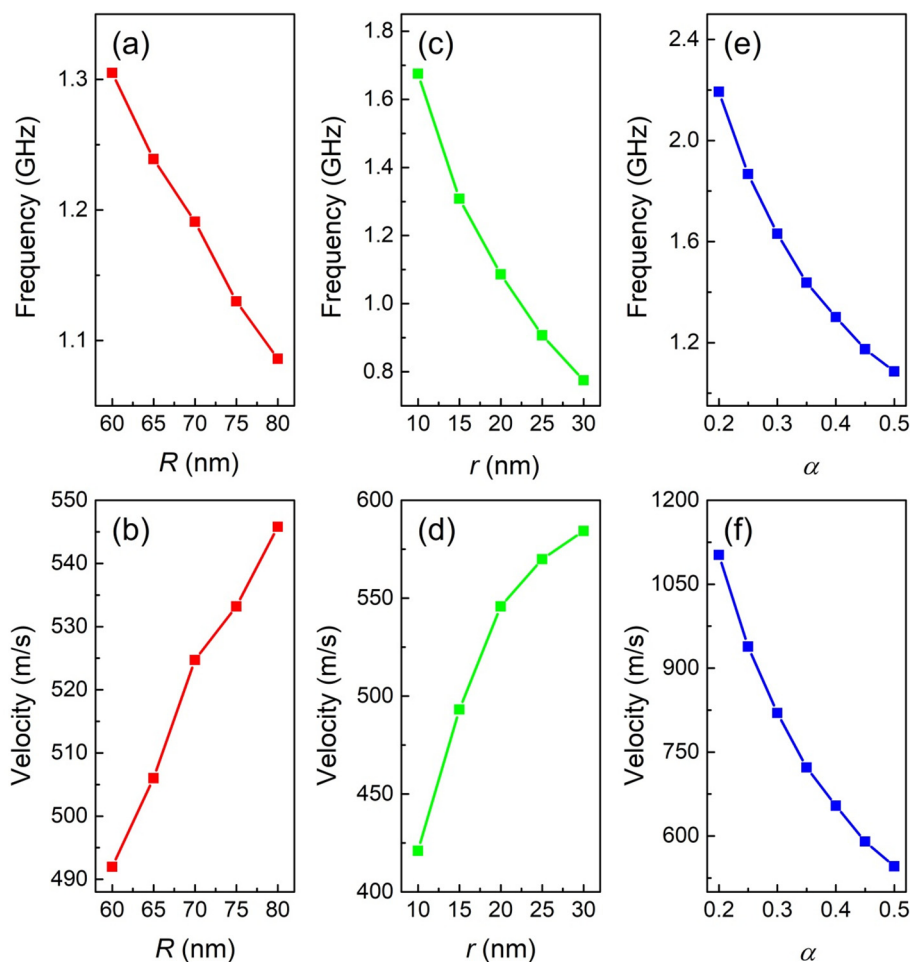 (a)
Frequency (GHz)
1.3
1.2
1.1
60 65 70 75 80
R (nm)
(c)
Frequency (GHz)
1.8
1.6
1.4
1.2
1.0
0.8
10 15 20 25 30
r (nm)
(e)
Frequency (GHz)
2.4
2.0
1.6
1.2
0.2 0.3 0.4 0.5
α
(b)
Velocity (m/s)
550
540
530
520
510
500
490
60 65 70 75 80
R (nm)
(d)
Velocity (m/s)
600
550
500
450
400
10 15 20 25 30
r (nm)
(f)
Velocity (m/s)
1200
1050
900
750
600
0.2 0.3 0.4 0.5
α